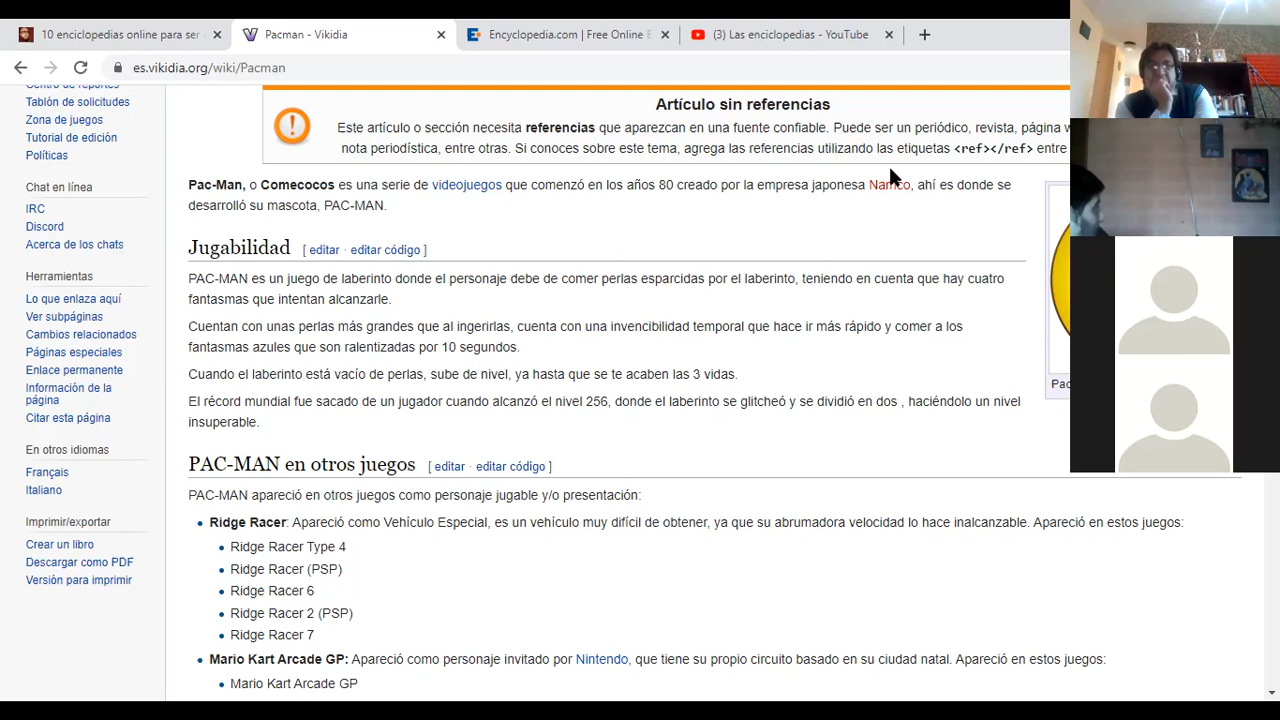 10 enciclopedias online para ser
Pacman - Vikidia
Encyclopedia.com | Free Online E
(3) Las enciclopedias - YouTube
es.vikidia.org/wiki/Pacman
Centro de reportes
Tablón de solicitudes
Zona de juegos
Tutorial de edición
Políticas
Chat en línea
IRC
Discord
Acerca de los chats
Herramientas
Lo que enlaza aquí
Ver subpáginas
Cambios relacionados
Páginas especiales
Enlace permanente
Información de la
página
Citar esta página
En otros idiomas
Français
Italiano
Imprimir/exportar
Crear un libro
Descargar como PDF
Versión para imprimir
Artículo sin referencias
Este artículo o sección necesita referencias que aparezcan en una fuente confiable. Puede ser un periódico, revista, página
nota periodística, entre otras. Si conoces sobre este tema, agrega las referencias utilizando las etiquetas <ref></ref> entre
Pac-Man, o Comecocos es una serie de videojuegos que comenzó en los años 80 creado por la empresa japonesa Namco, ahí es donde se
desarrolló su mascota, PAC-MAN.
Jugabilidad [ editar · editar código ]
PAC-MAN es un juego de laberinto donde el personaje debe de comer perlas esparcidas por el laberinto, teniendo en cuenta que hay cuatro
fantasmas que intentan alcanzarle.
Cuentan con unas perlas más grandes que al ingerirlas, cuenta con una invencibilidad temporal que hace ir más rápido y comer a los
fantasmas azules que son ralentizadas por 10 segundos.
Cuando el laberinto está vacío de perlas, sube de nivel, ya hasta que se te acaben las 3 vidas.
El récord mundial fue sacado de un jugador cuando alcanzó el nivel 256, donde el laberinto se glitcheó y se dividió en dos , haciéndolo un nivel
insuperable.
Pac
PAC-MAN en otros juegos [ editar · editar código ]
PAC-MAN apareció en otros juegos como personaje jugable y/o presentación:
Ridge Racer: Apareció como Vehículo Especial, es un vehículo muy difícil de obtener, ya que su abrumadora velocidad lo hace inalcanzable. Apareció en estos juegos:
Ridge Racer Type 4
Ridge Racer (PSP)
Ridge Racer 6
Ridge Racer 2 (PSP)
Ridge Racer 7
Mario Kart Arcade GP: Apareció como personaje invitado por Nintendo, que tiene su propio circuito basado en su ciudad natal. Apareció en estos juegos:
Mario Kart Arcade GP